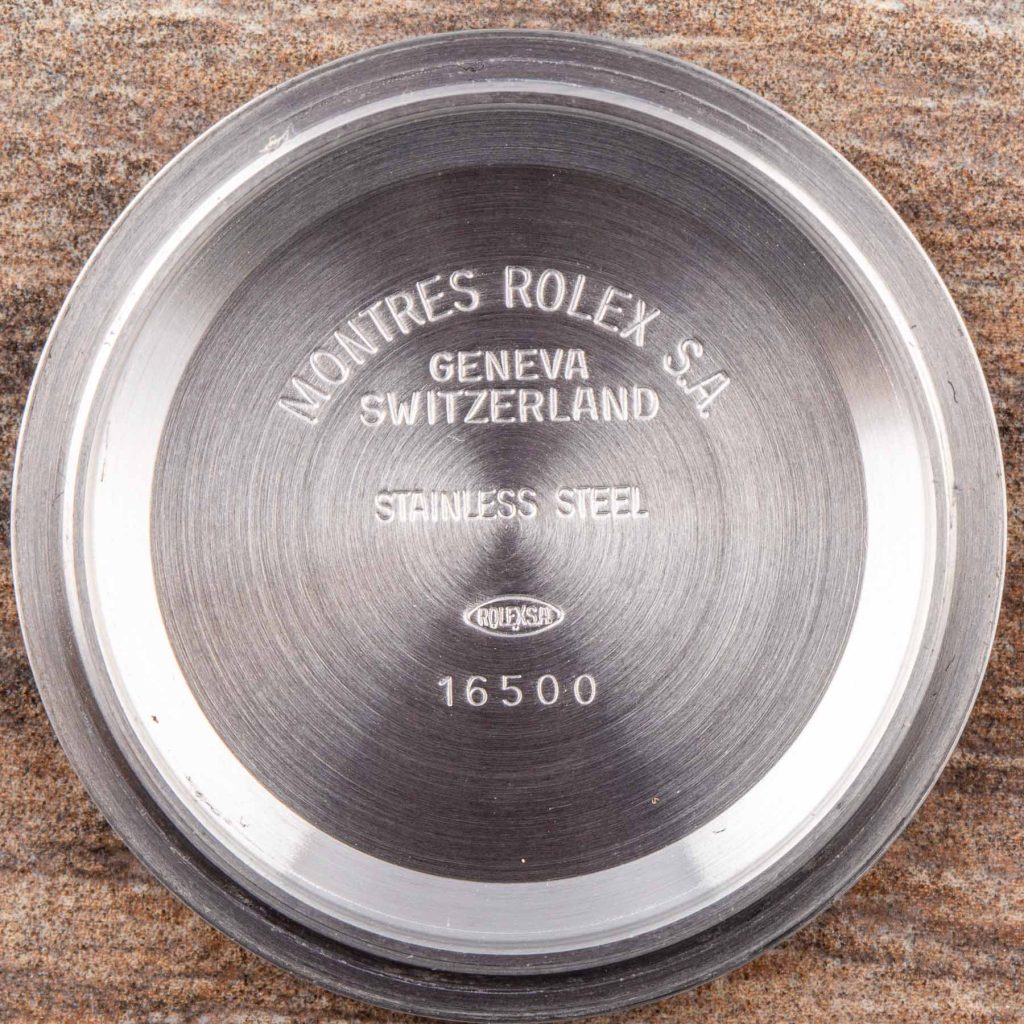 MONTRES ROLEX S.A.
GENEVA
SWITZERLAND
STAINLESS STEEL
ROLEX S.A.
16500